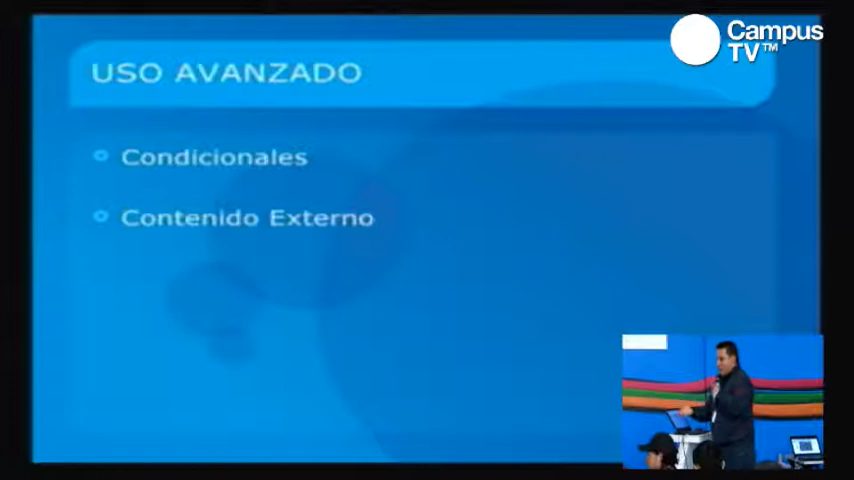 Campus
TV™
USO AVANZADO
Condicionales
Contenido Externo